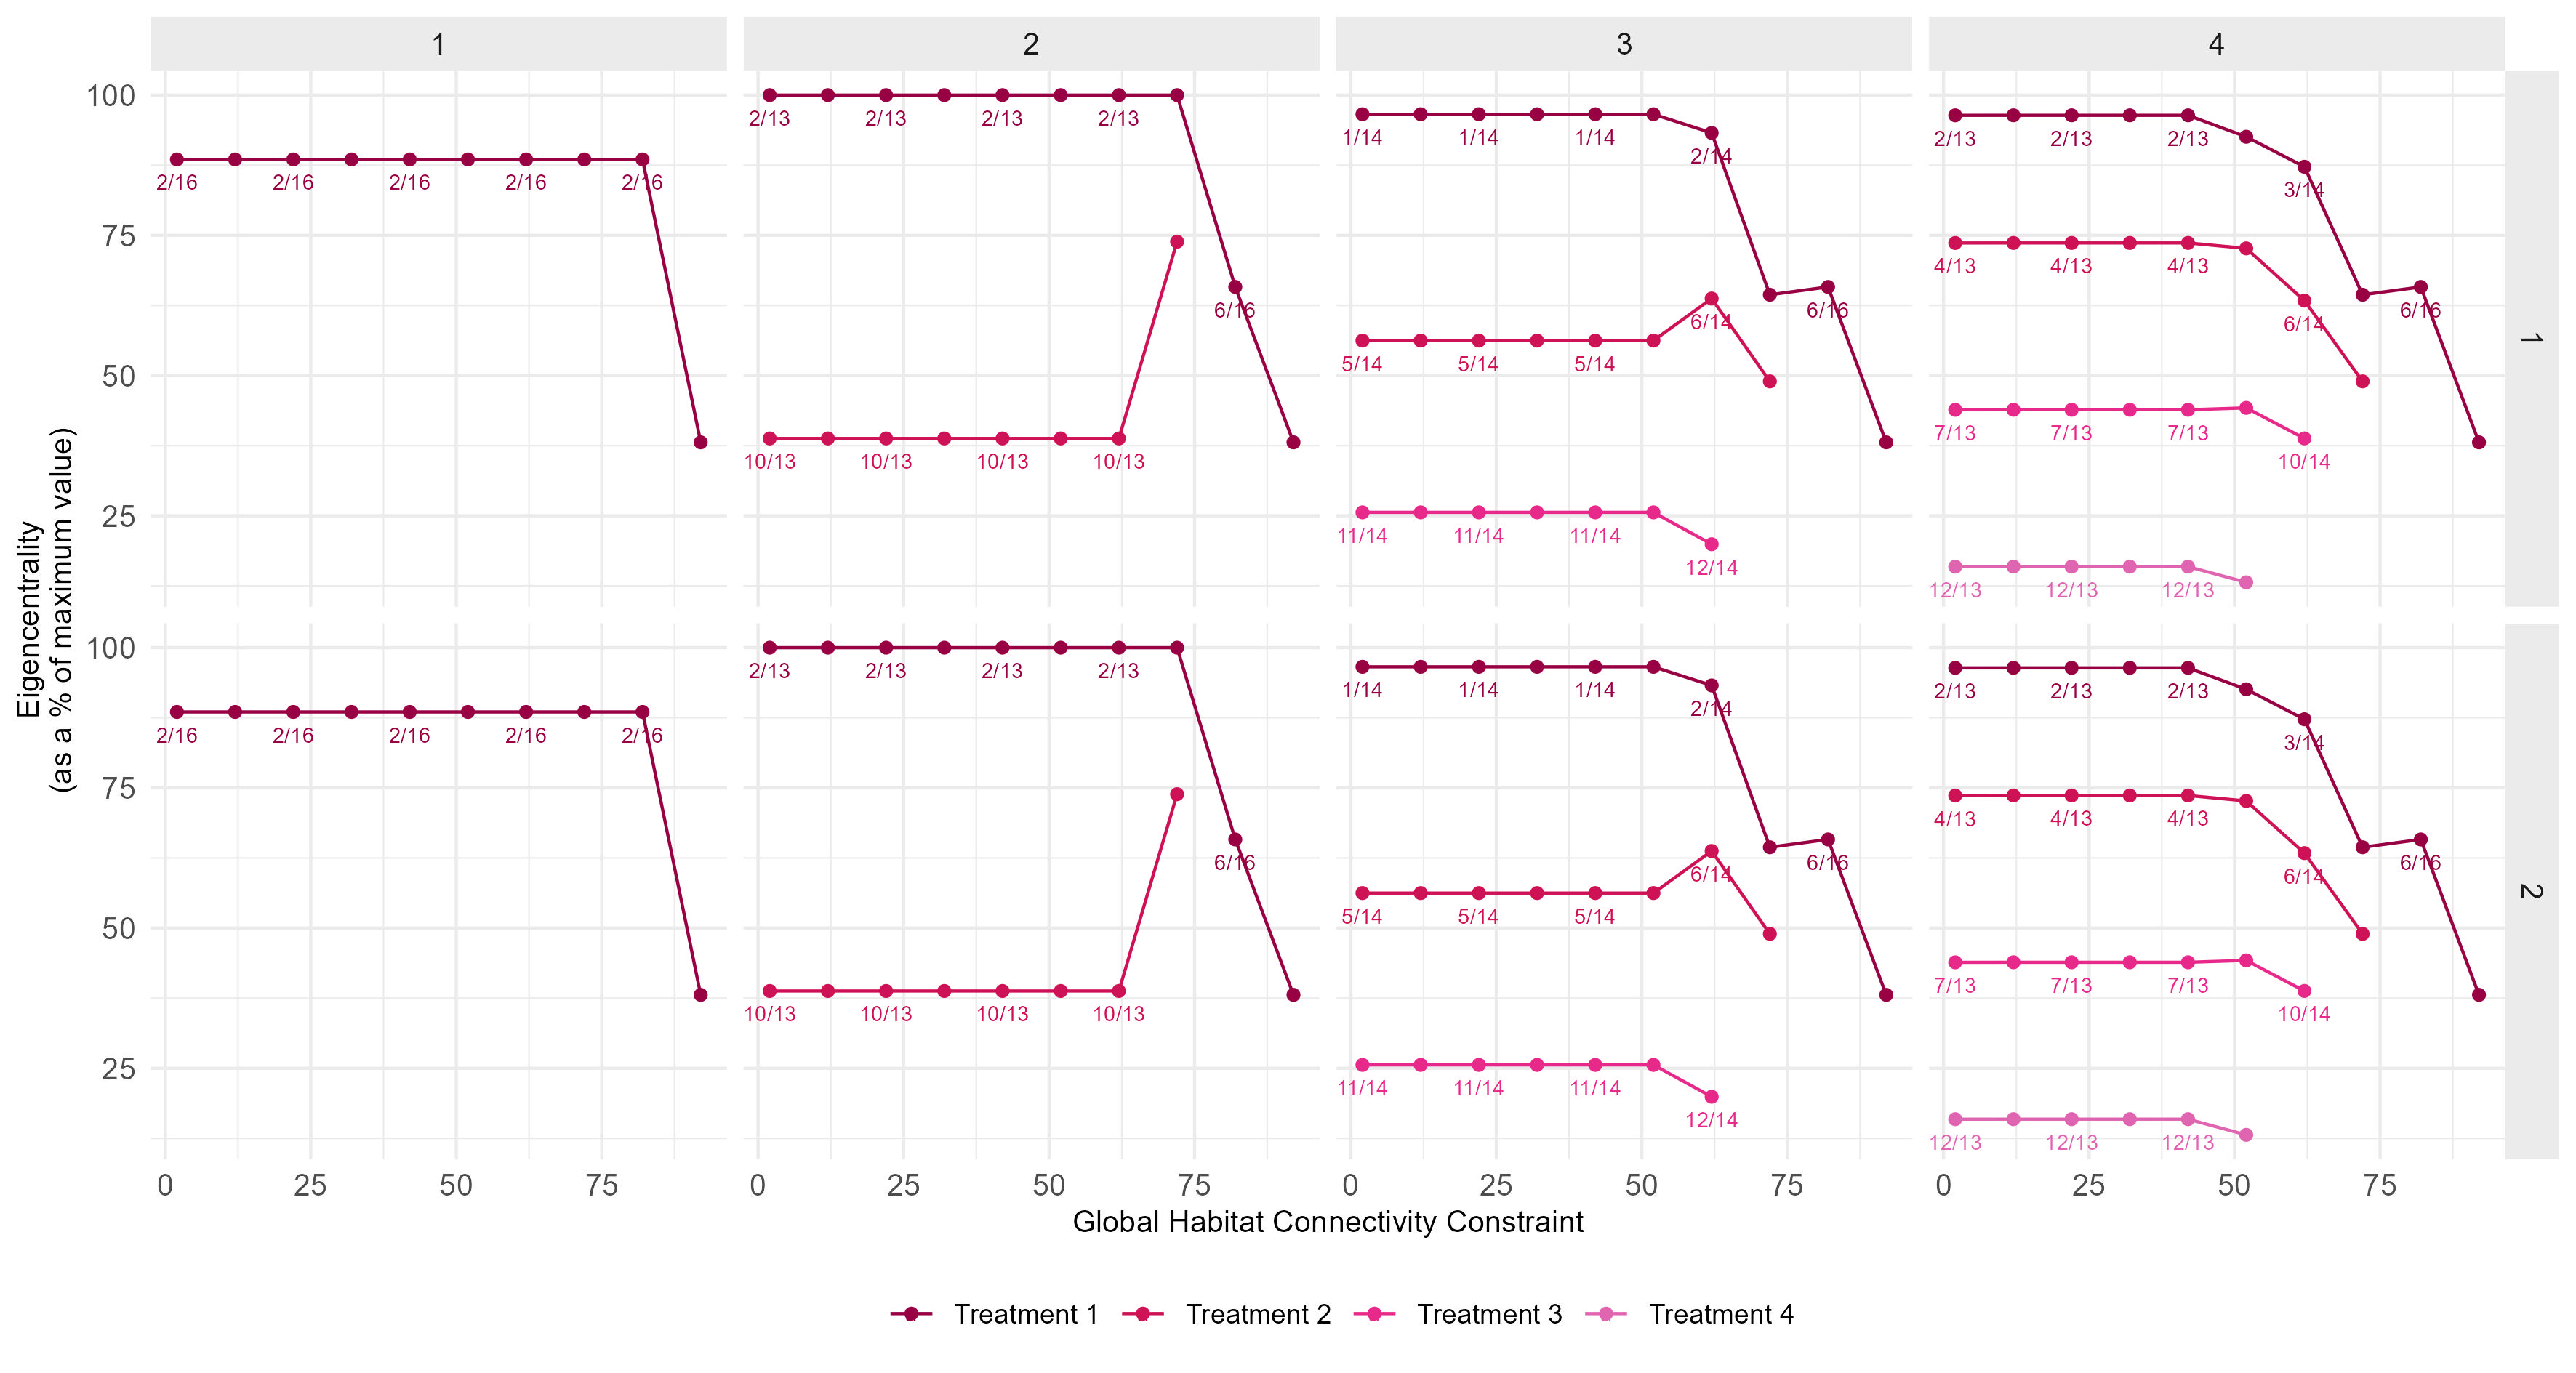 1 2 3 4
100
2/13 2/13 2/13 2/13
1/14 1/14 1/14
2/14
2/13 2/13 2/13
3/14
2/16 2/16 2/16 2/16 2/16
75
4/13 4/13 4/13
6/16
6/14
6/16
6/14
6/16
1
50
5/14 5/14 5/14
7/13 7/13 7/13
10/13 10/13 10/13 10/13
10/14
25
11/14 11/14 11/14
12/14
12/13 12/13 12/13
Eigencentrality
(as a % of maximum value)
100
2/13 2/13 2/13 2/13
1/14 1/14 1/14
2/14
2/13 2/13 2/13
3/14
2/16 2/16 2/16 2/16 2/16
75
4/13 4/13 4/13
6/16
6/14
6/16
6/14
6/16
2
50
5/14 5/14 5/14
7/13 7/13 7/13
10/13 10/13 10/13 10/13
10/14
25
11/14 11/14 11/14
12/14
12/13 12/13 12/13
0 25 50 75 0 25 50 75 0 25 50 75 0 25 50 75
Global Habitat Connectivity Constraint
Treatment 1 Treatment 2 Treatment 3 Treatment 4